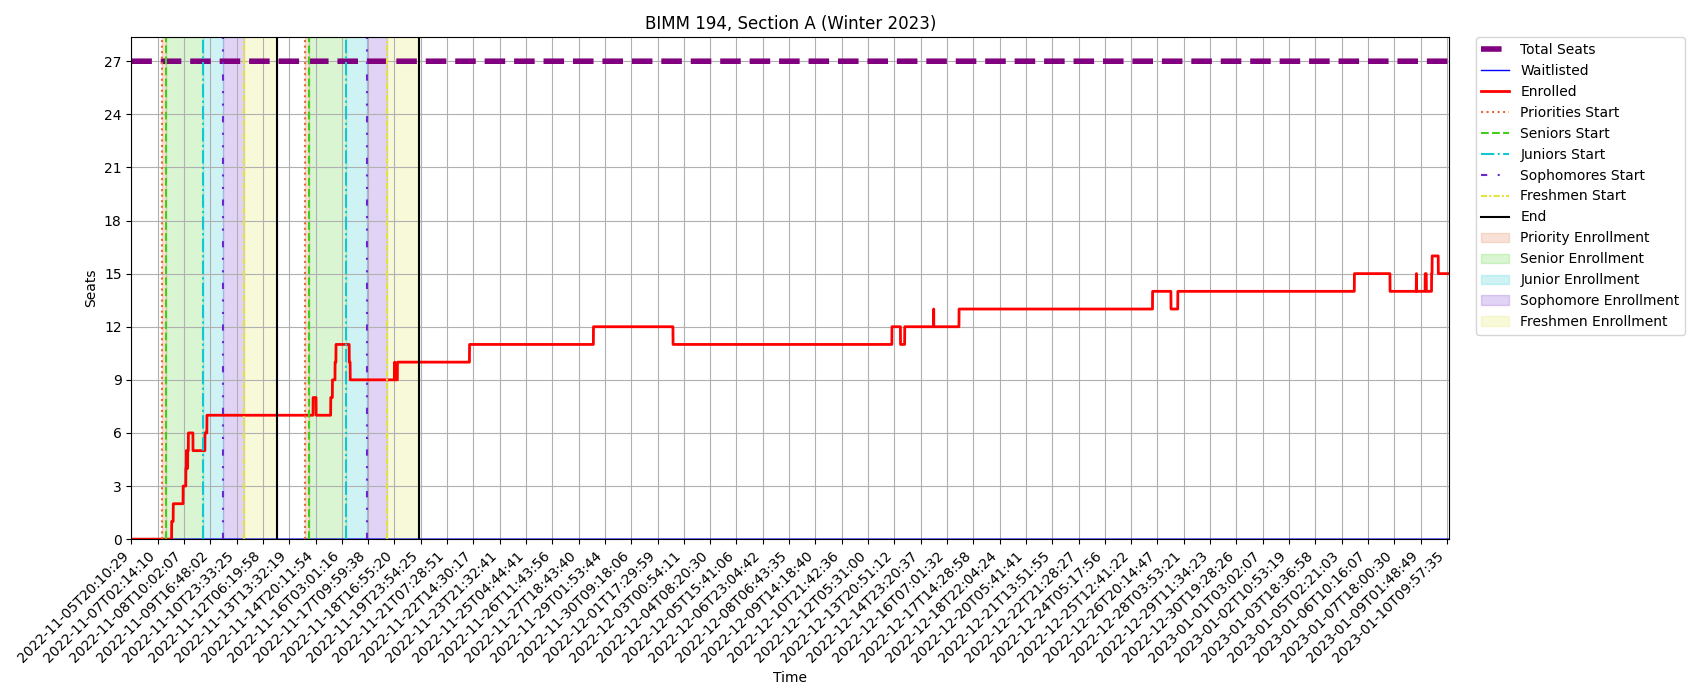 BIMM 194, Section A (Winter 2023)
27
24
21
18
15
12
9
6
3
0
Seats
2022-11-05T20:10:29
2022-11-07T02:14:10
2022-11-08T10:02:07
2022-11-09T16:48:02
2022-11-10T23:33:25
2022-11-12T06:19:58
2022-11-13T13:32:19
2022-11-14T20:11:54
2022-11-16T03:01:16
2022-11-17T09:59:38
2022-11-18T16:55:20
2022-11-19T23:54:25
2022-11-21T07:28:51
2022-11-22T14:30:17
2022-11-23T21:32:41
2022-11-25T04:44:41
2022-11-26T11:43:56
2022-11-27T18:43:40
2022-11-29T01:53:44
2022-11-30T09:18:06
2022-12-01T17:29:59
2022-12-03T00:54:11
2022-12-04T08:20:30
2022-12-05T15:41:06
2022-12-06T23:04:42
2022-12-08T06:43:35
2022-12-09T14:18:40
2022-12-10T21:42:36
2022-12-12T05:31:00
2022-12-13T20:51:12
2022-12-14T23:20:37
2022-12-16T07:01:32
2022-12-17T14:28:58
2022-12-18T22:04:24
2022-12-20T05:41:41
2022-12-21T13:51:55
2022-12-22T21:28:27
2022-12-24T05:17:56
2022-12-25T12:41:22
2022-12-26T20:14:47
2022-12-28T03:53:21
2022-12-29T11:34:23
2022-12-30T19:28:26
2023-01-01T03:02:07
2023-01-02T10:53:19
2023-01-03T18:36:58
2023-01-05T02:21:03
2023-01-06T10:16:07
2023-01-07T18:00:30
2023-01-09T01:48:49
2023-01-10T09:57:35
Time
Total Seats
Waitlisted
Enrolled
Priorities Start
Seniors Start
Juniors Start
Sophomores Start
Freshmen Start
End
Priority Enrollment
Senior Enrollment
Junior Enrollment
Sophomore Enrollment
Freshmen Enrollment